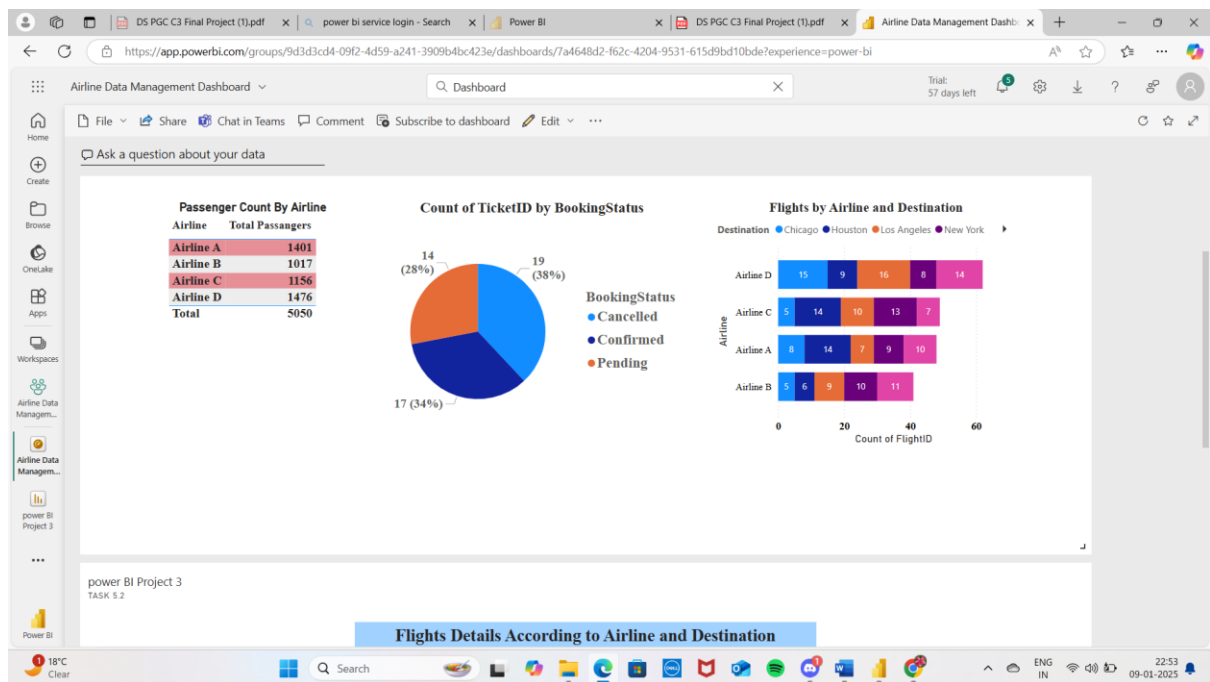 DS PGC C3 Final Project (1).pdf
power bi service login - Search
Power BI
DS PGC C3 Final Project (1).pdf
Airline Data Management Dashbo
https://app.powerbi.com/groups/9d3d3cd4-09f2-4d59-a241-3909b4bc423e/dashboards/7a4648d2-f62c-4204-9531-615d9bd10bde?experience=power-bi
Airline Data Management Dashboard
Dashboard
Trial:
57 days left
5
File
Share
Chat in Teams
Comment
Subscribe to dashboard
Edit
Home
Create
Browse
OneLake
Apps
Workspaces
Airline Data
Managem...
Airline Data
Managem...
power BI
Project 3
Power BI
Ask a question about your data
Passenger Count By Airline
Airline Total Passangers
Airline A 1401
Airline B 1017
Airline C 1156
Airline D 1476
Total 5050
Count of TicketID by BookingStatus
14
(28%)
19
(38%)
17 (34%)
BookingStatus
Cancelled
Confirmed
Pending
Flights by Airline and Destination
Destination Chicago Houston Los Angeles New York
Airline
Airline D 15 9 16 8 14
Airline C 5 14 10 13 7
Airline A 8 14 7 9 10
Airline B 5 6 9 10 11
0 20 40 60
Count of FlightID
power BI Project 3
TASK 5.2
Flights Details According to Airline and Destination
1
18°C
Clear
Search
ENG
IN
22:53
09-01-2025